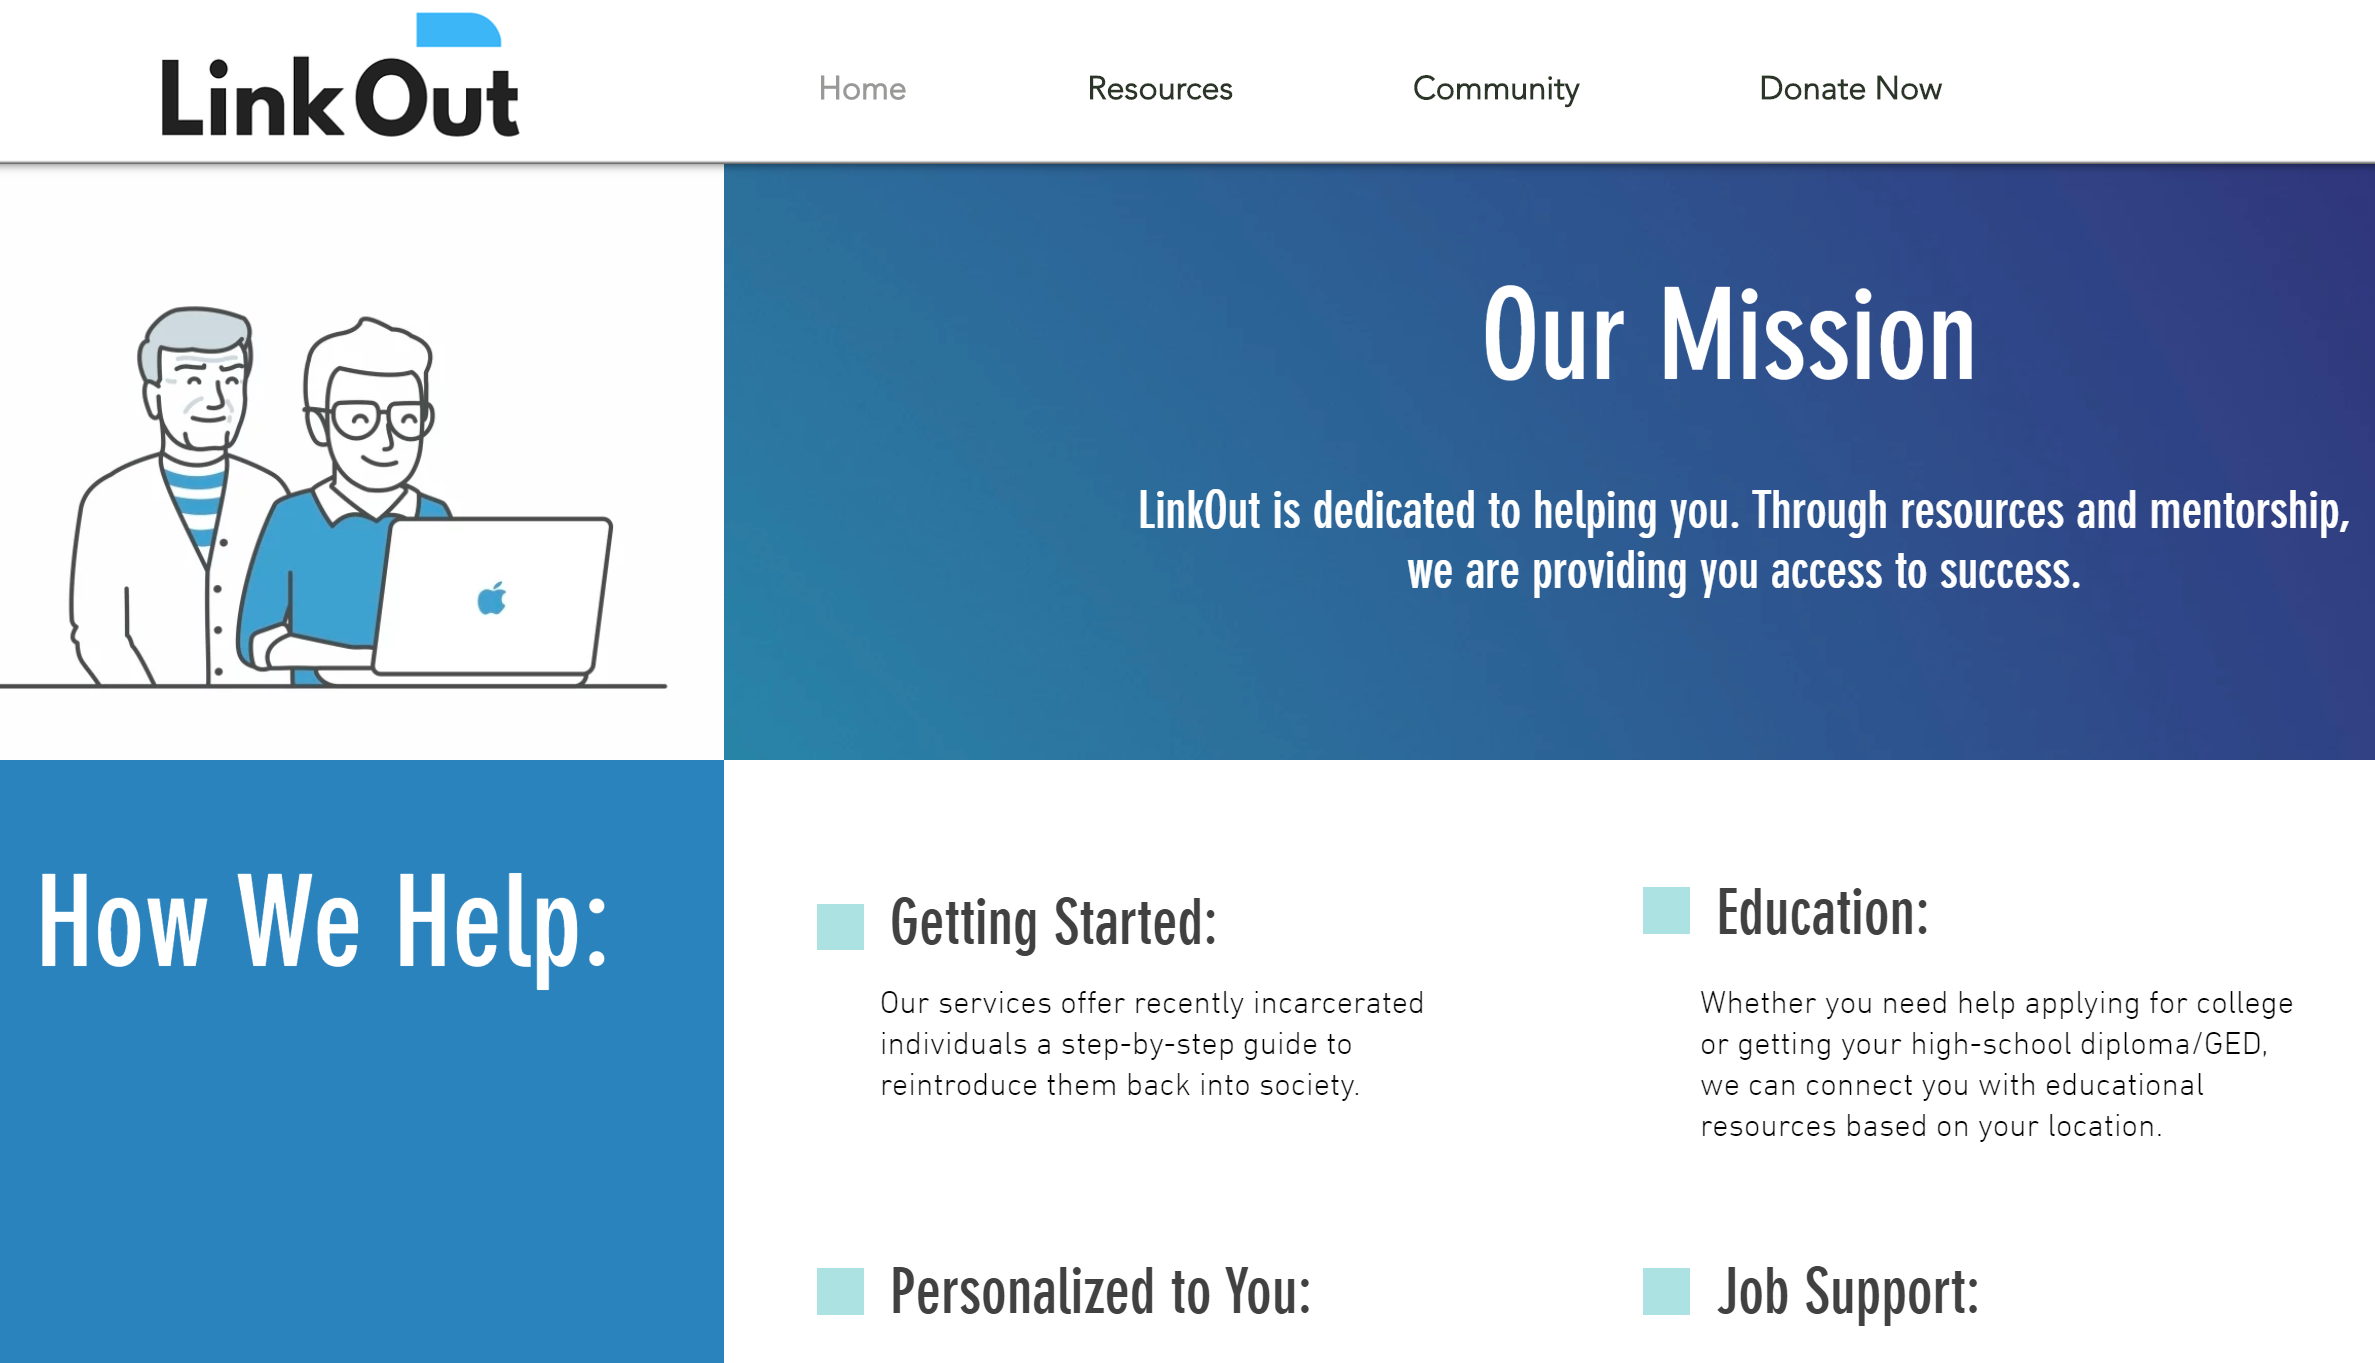 LinkOut
Home
Resources
Community
Donate Now
Our Mission
LinkOut is dedicated to helping you. Through resources and mentorship,
we are providing you access to success.
How We Help:
Getting Started:
Our services offer recently incarcerated
individuals a step-by-step guide to
reintroduce them back into society.
Education:
Whether you need help applying for college
or getting your high-school diploma/GED,
we can connect you with educational
resources based on your location.
Personalized to You:
Job Support: